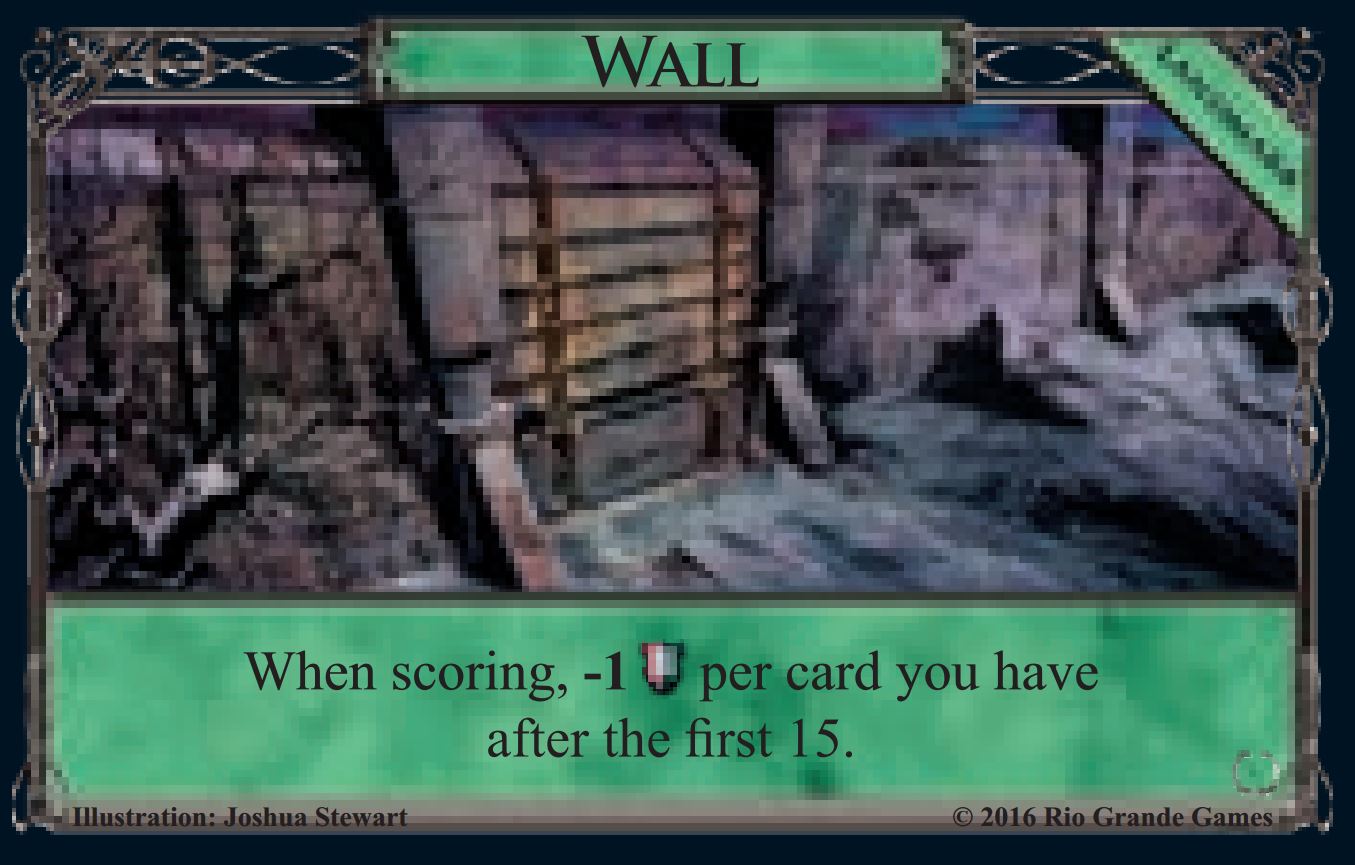 WALL
LANDMARK
When scoring, -1 per card you have
after the first 15.
Illustration: Joshua Stewart
© 2016 Rio Grande Games